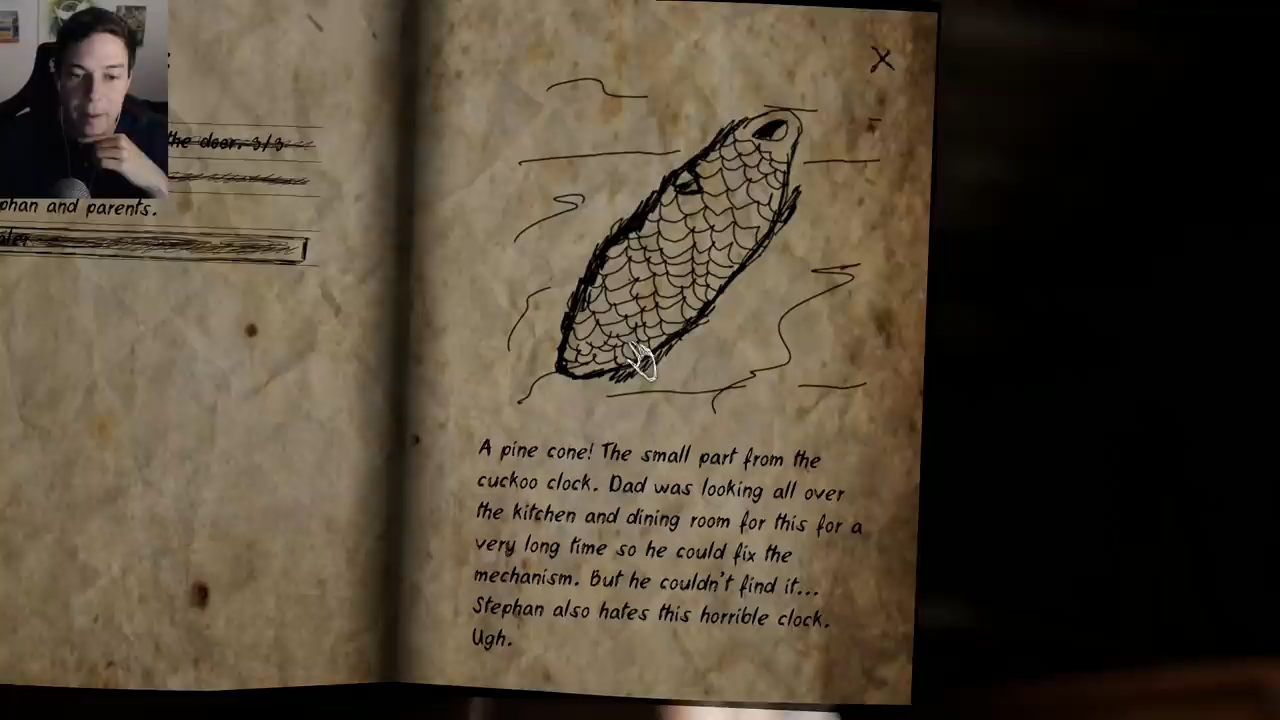 the door. 3/3
phan and parents.
X
A pine cone! The small part from the
cuckoo clock. Dad was looking all over
the kitchen and dining room for this for a
very long time so he could fix the
mechanism. But he couldn't find it...
Stephan also hates this horrible clock.
Ugh.